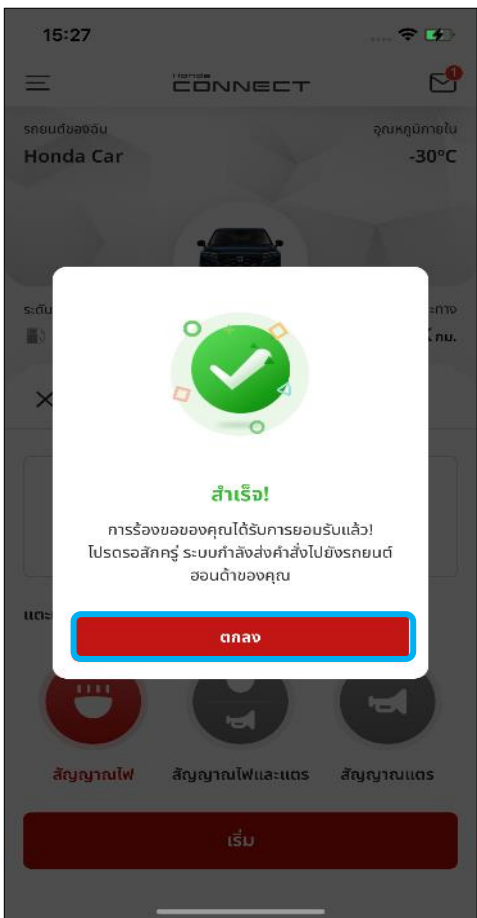 15:27
HONDA
CONNECT
1
รถยนต์ของฉัน
อุณหภูมิภายใน
Honda Car
-30°C
กม.
สำเร็จ!
การร้องขอของคุณได้รับการยอมรับแล้ว!
โปรดรอสักครู่ ระบบกำลังส่งคำสั่งไปยังรถยนต์
ฮอนด้าของคุณ
ตกลง
สัญญาณไฟ
สัญญาณไฟและแตร
สัญญาณแตร
เริ่ม